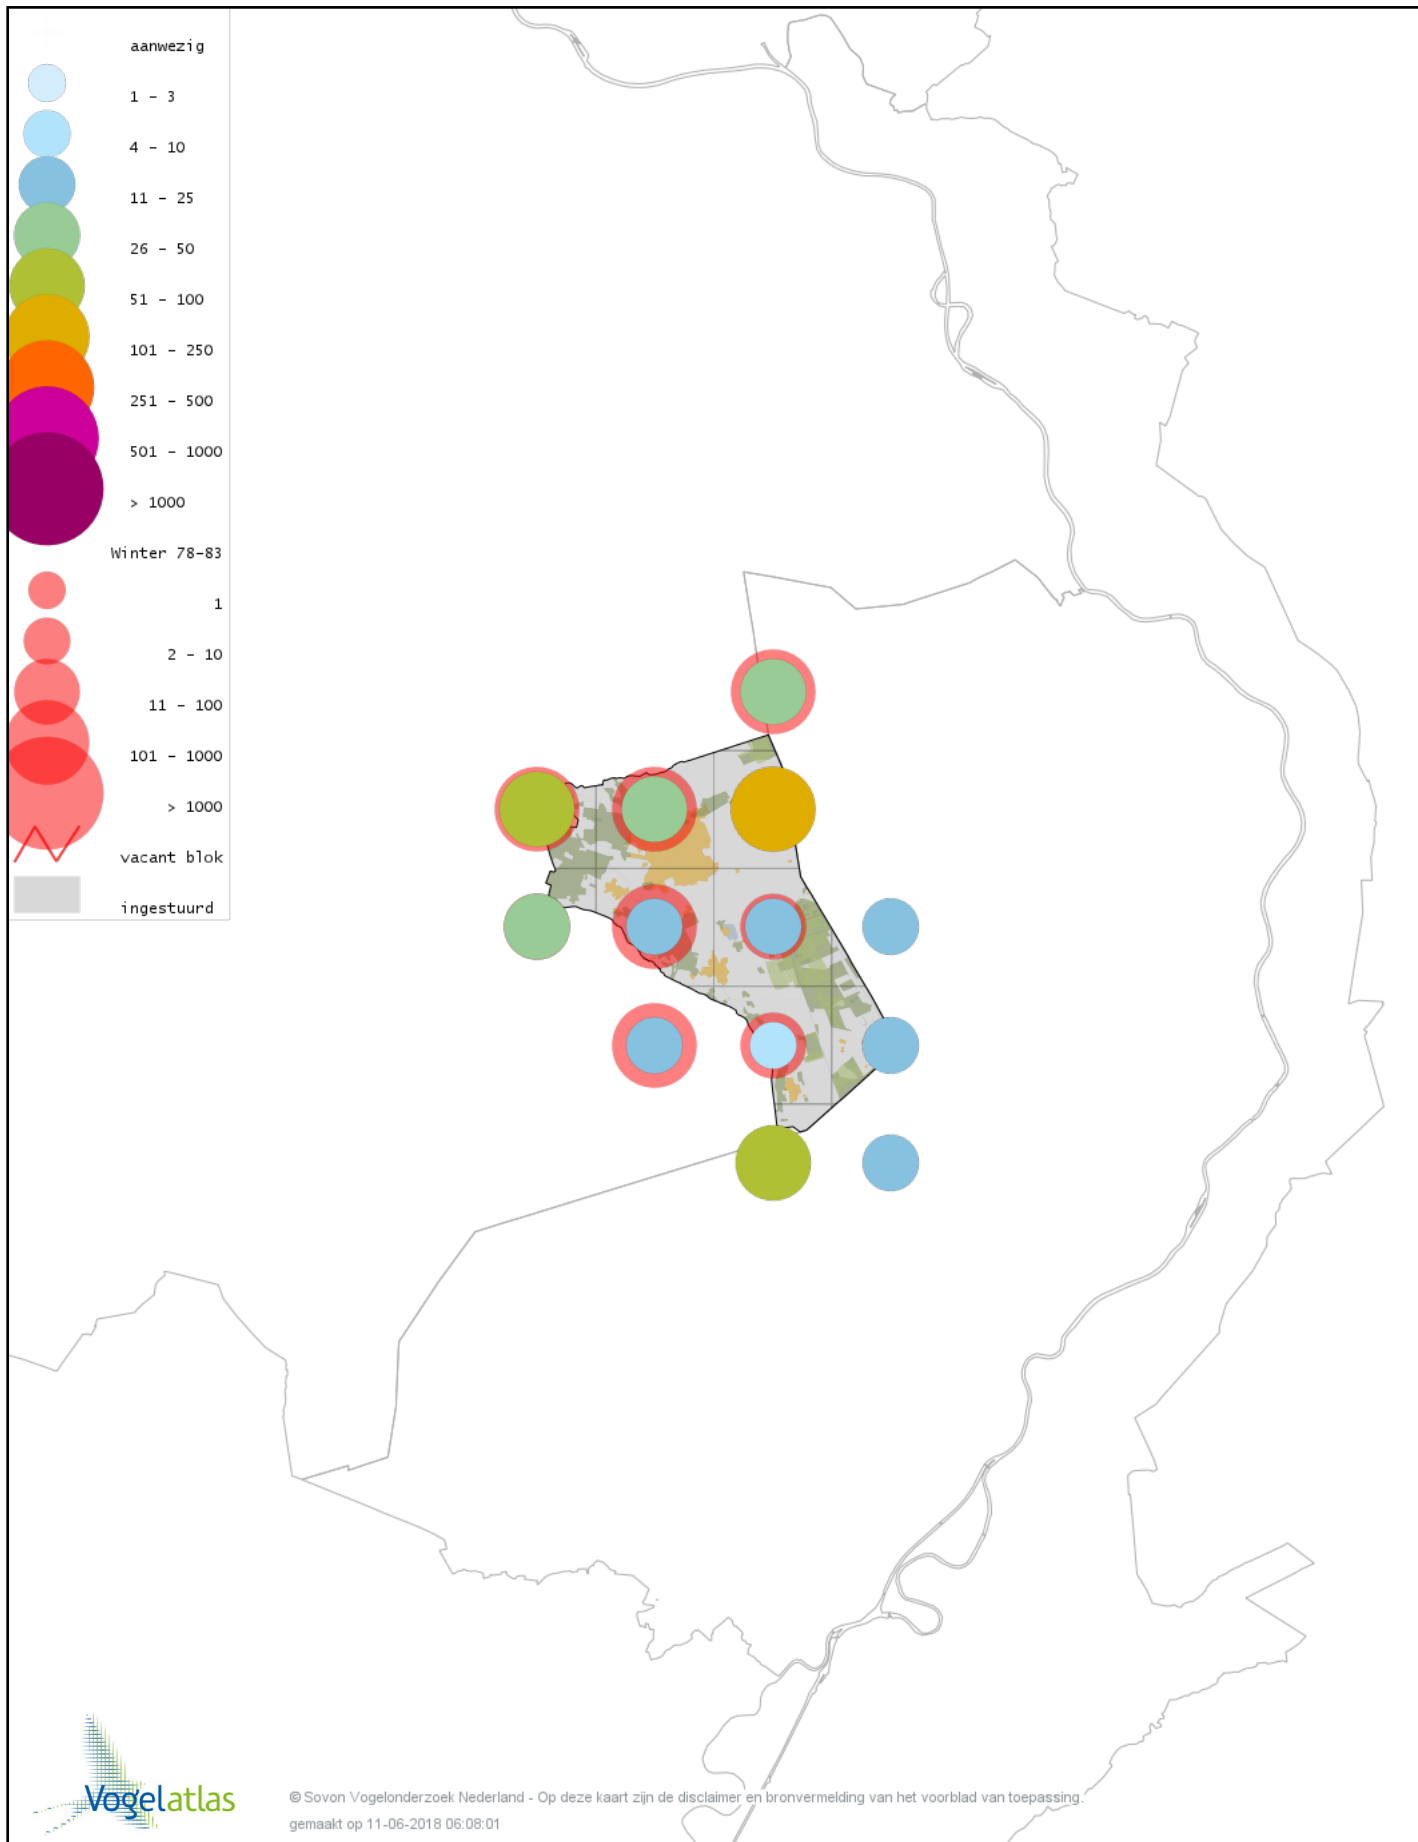 aanwezig
1 - 3
4 - 10
11 - 25
26 - 50
51 - 100
101 - 250
251 - 500
501 - 1000
> 1000
Winter 78-83
1
2 - 10
11 - 100
101 - 1000
> 1000
vacant blok
ingestuurd
Vogelatlas
© Sovon Vogelonderzoek Nederland - Op deze kaart zijn de disclaimer en bronvermelding van het voorblad van toepassing.
gemaakt op 11-06-2018 06:08:01